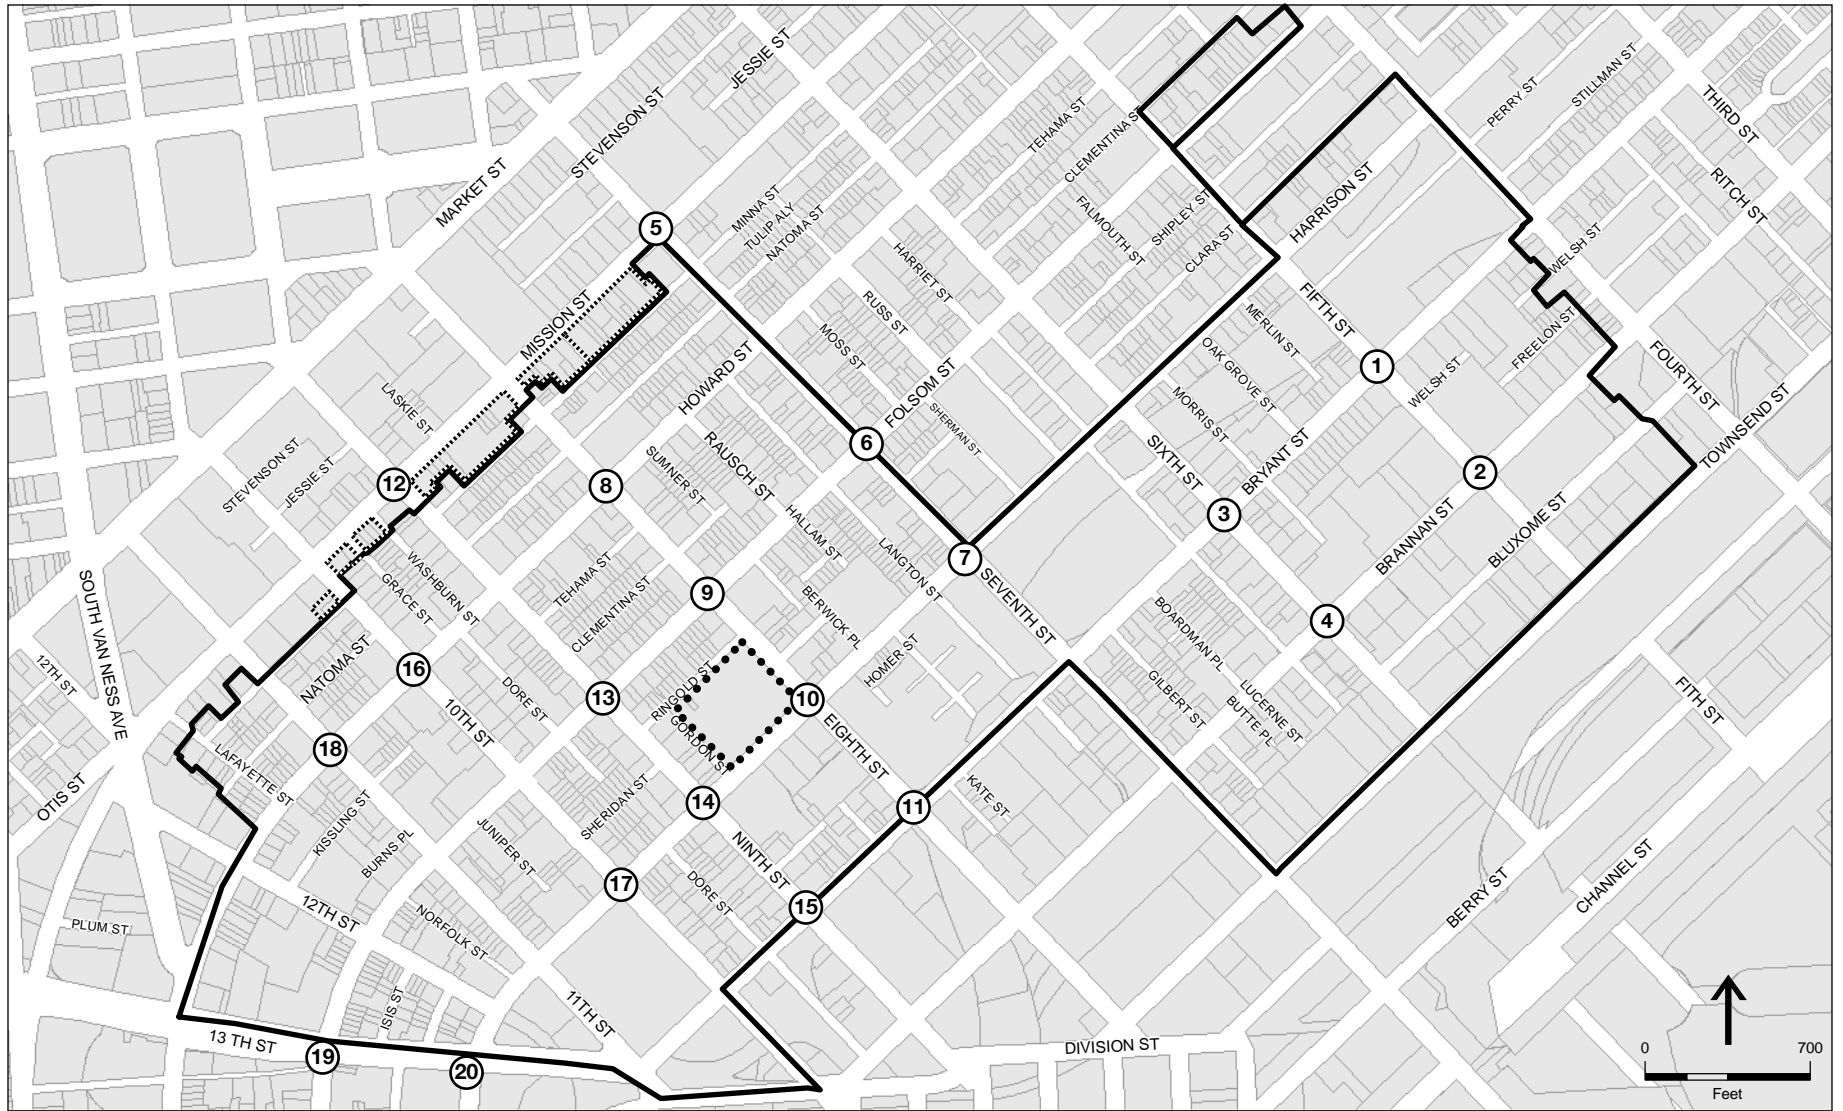 JESSIE ST
STEVENSON ST
MARKET ST
PERRY ST
STILLMAN ST
THIRD ST
RITCH ST
TEHAMA ST
CLEMENTINA ST
FALMOUTH ST
SHIPLEY ST
CLARA ST
HARRISON ST
WELSH ST
MINNA ST
TULIP ALY
NATOMA ST
HARRIET ST
RUSS ST
MOSS ST
5
MISSION ST
FIFTH ST
MERLIN ST
OAK GROVE ST
MORRIS ST
1
WELSH ST
FREELON ST
FOURTH ST
TOWNSEND ST
HOWARD ST
FOLSOM ST
SHERMAN ST
6
LASKIE ST
STEVENSON ST
JESSIE ST
12
8
RAUSCH ST
SUMNER ST
HALLAM ST
LANGTON ST
SIXTH ST
BRYANT ST
3
2
BRANNAN ST
BLUXOME ST
7
SEVENTH ST
SOUTH VAN NESS AVE
WASHBURN ST
GRACE ST
TEHAMA ST
CLEMENTINA ST
9
BERWICK PL
HOMER ST
BOARDMAN PL
GILBERT ST
LUCERNE ST
BUTTE PL
4
FITH ST
12TH ST
NATOMA ST
16
10TH ST
DORE ST
13
RINGOLD ST
GORDON ST
10
EIGHTH ST
OTIS ST
LAFAYETTE ST
18
KISSLING ST
BURNS PL
JUNIPER ST
SHERIDAN ST
14
NINTH ST
11
KATE ST
17
DORE ST
15
BERRY ST
CHANNEL ST
PLUM ST
12TH ST
NORFOLK ST
ISIS ST
11TH ST
13 TH ST
19
20
DIVISION ST
0
700
Feet